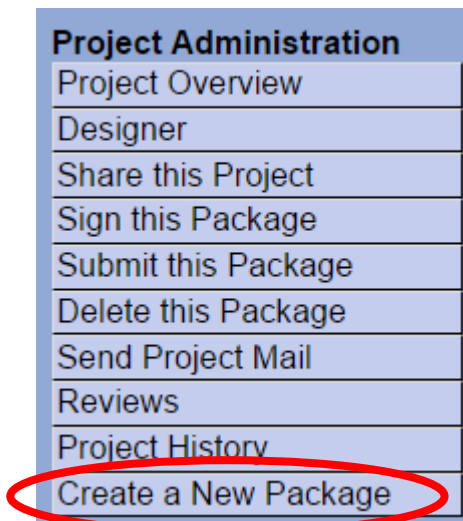 Project Administration
Project Overview
Designer
Share this Project
Sign this Package
Submit this Package
Delete this Package
Send Project Mail
Reviews
Project History
Create a New Package